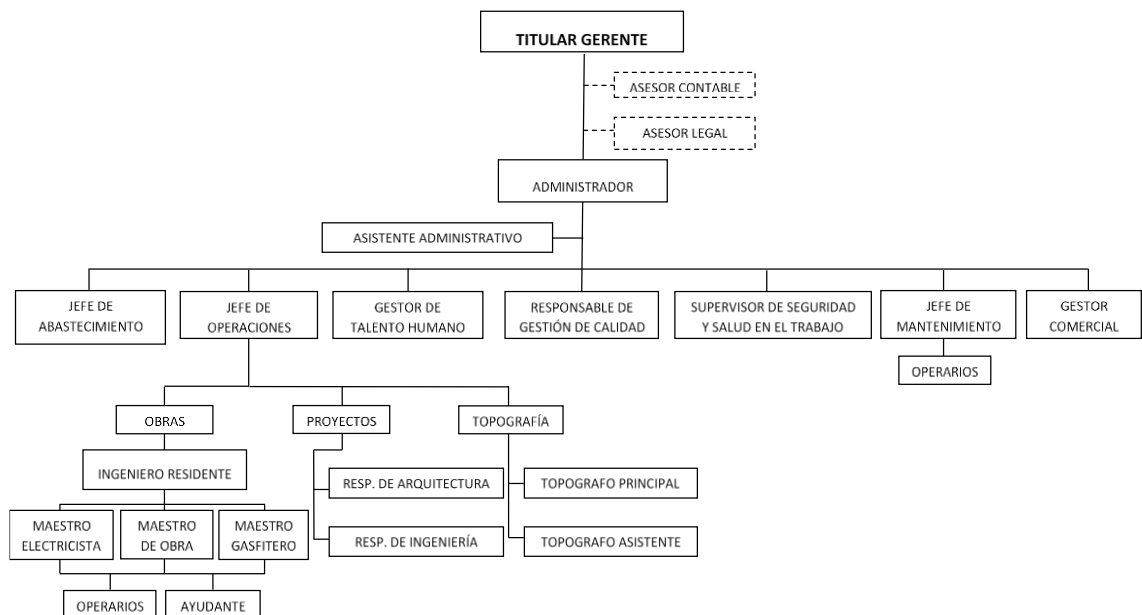 TITULAR GERENTE
ASESOR CONTABLE
ASESOR LEGAL
ADMINISTRADOR
ASISTENTE ADMINISTRATIVO
JEFE DE
ABASTECIMIENTO
JEFE DE
OPERACIONES
GESTOR DE
TALENTO HUMANO
RESPONSABLE DE
GESTIÓN DE CALIDAD
SUPERVISOR DE SEGURIDAD
Y SALUD EN EL TRABAJO
JEFE DE
MANTENIMIENTO
GESTOR
COMERCIAL
OPERARIOS
OBRAS
PROYECTOS
TOPOGRAFÍA
INGENIERO RESIDENTE
RESP. DE ARQUITECTURA
TOPOGRAFO PRINCIPAL
MAESTRO
ELECTRICISTA
MAESTRO
DE OBRA
MAESTRO
GASFITERO
RESP. DE INGENIERÍA
TOPOGRAFO ASISTENTE
OPERARIOS
AYUDANTE